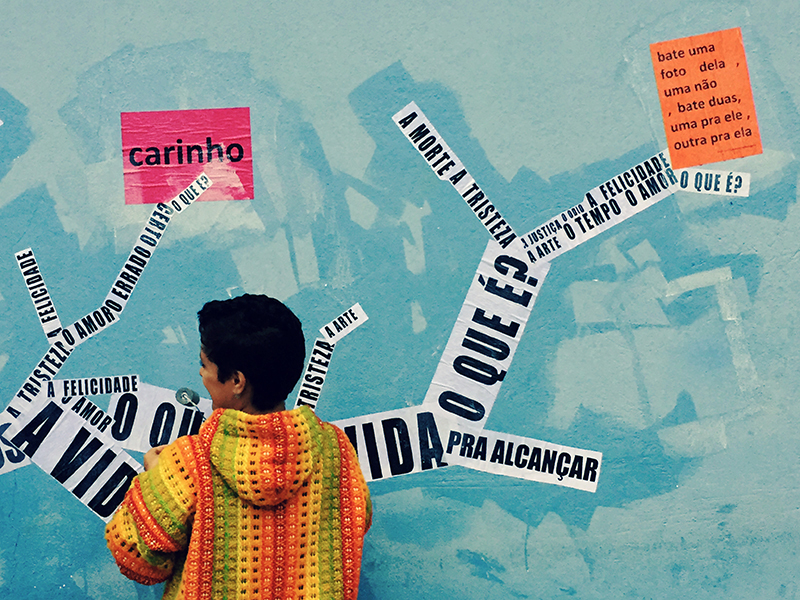 carinho
bate uma
foto dela ,
uma não
, bate duas,
uma pra ele ,
outra pra ela
O QUE É?
CERTO
ERRADO
O AMOR
A FELICIDADE
A TRISTEZA
A FELICIDADE
O AMOR
A VID
O QU
TRISTEZA
A ARTE
VIDA
PRA ALCANÇAR
O QUE É?
A MORTE A TRISTEZA
A JUSTIÇA O ÓDIO A FELICIDADE
A ARTE O TEMPO O AMOR
O QUE É?